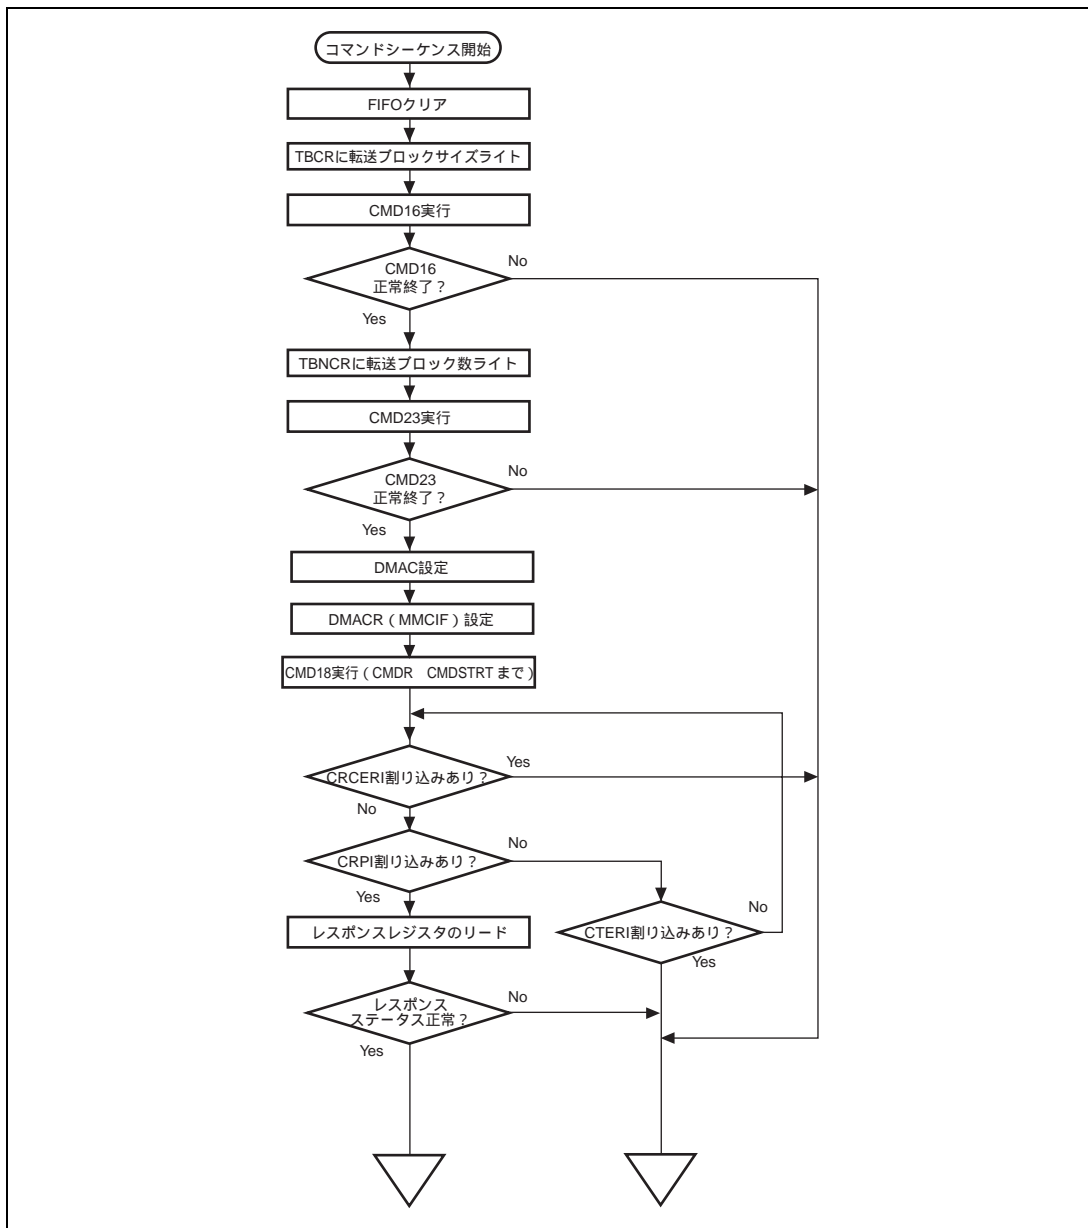 コマンドシーケンス開始
FIFOクリア
TBCRに転送ブロックサイズライト
CMD16実行
CMD16
正常終了？
No
Yes
TBNCRに転送ブロック数ライト
CMD23実行
CMD23
正常終了？
No
Yes
DMAC設定
DMACR（MMCIF）設定
CMD18実行（CMDR　CMDSTRT まで）
CRCERI割り込みあり？
Yes
No
CRPI割り込みあり？
No
Yes
CTERI割り込みあり？
No
Yes
レスポンスレジスタのリード
レスポンス
ステータス正常？
No
Yes